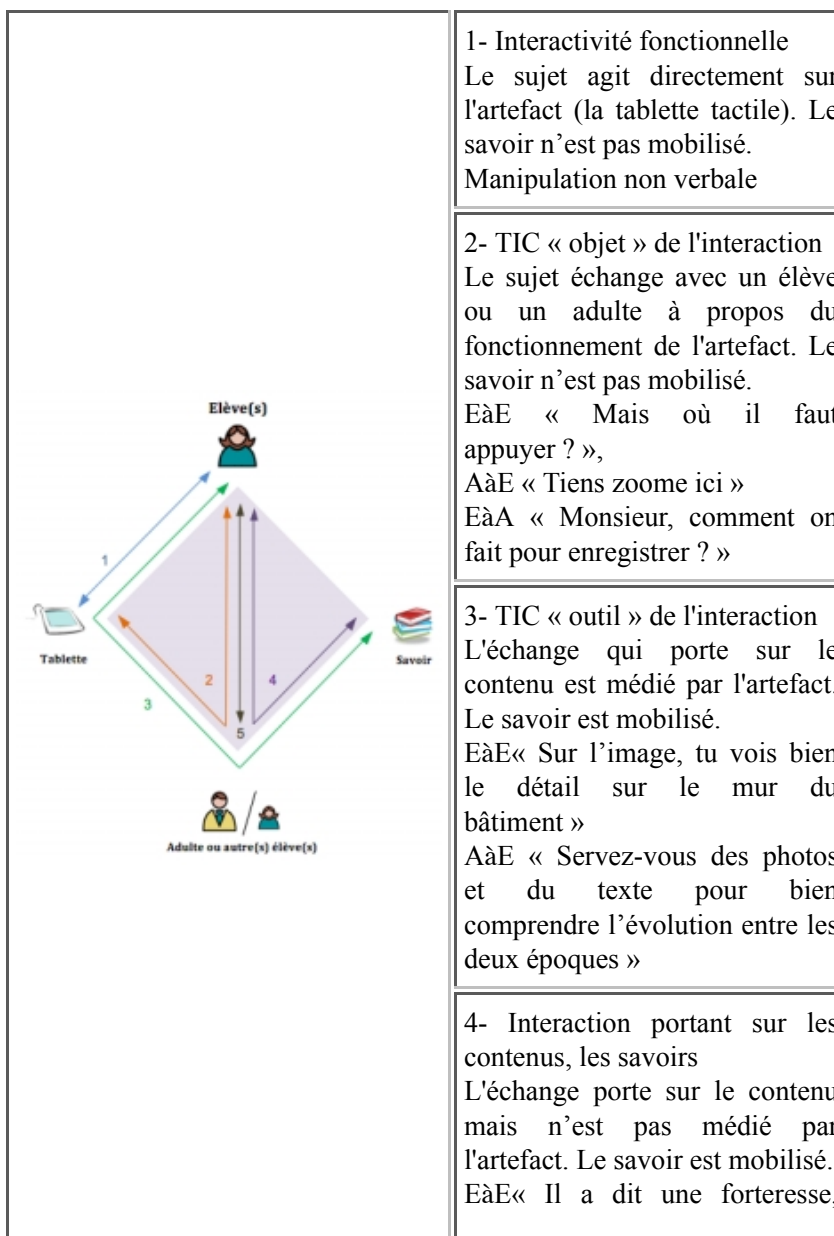 Elève(s)
1
Tablette
2
4
Savoir
3
5
Adulte ou autre(s) élève(s)
1- Interactivité fonctionnelle
Le sujet agit directement sur
l'artefact (la tablette tactile). Le
savoir n’est pas mobilisé.
Manipulation non verbale
2- TIC « objet » de l'interaction
Le sujet échange avec un élève
ou un adulte à propos du
fonctionnement de l'artefact. Le
savoir n’est pas mobilisé.
EàE « Mais où il faut
appuyer ? »,
AàE « Tiens zoome ici »
EàA « Monsieur, comment on
fait pour enregistrer ? »
3- TIC « outil » de l'interaction
L'échange qui porte sur le
contenu est médié par l'artefact.
Le savoir est mobilisé.
EàE« Sur l’image, tu vois bien
le détail sur le mur du
bâtiment »
AàE « Servez-vous des photos
et du texte pour bien
comprendre l’évolution entre les
deux époques »
4- Interaction portant sur les
contenus, les savoirs
L'échange porte sur le contenu
mais n’est pas médié par
l'artefact. Le savoir est mobilisé.
EàE« Il a dit une forteresse,